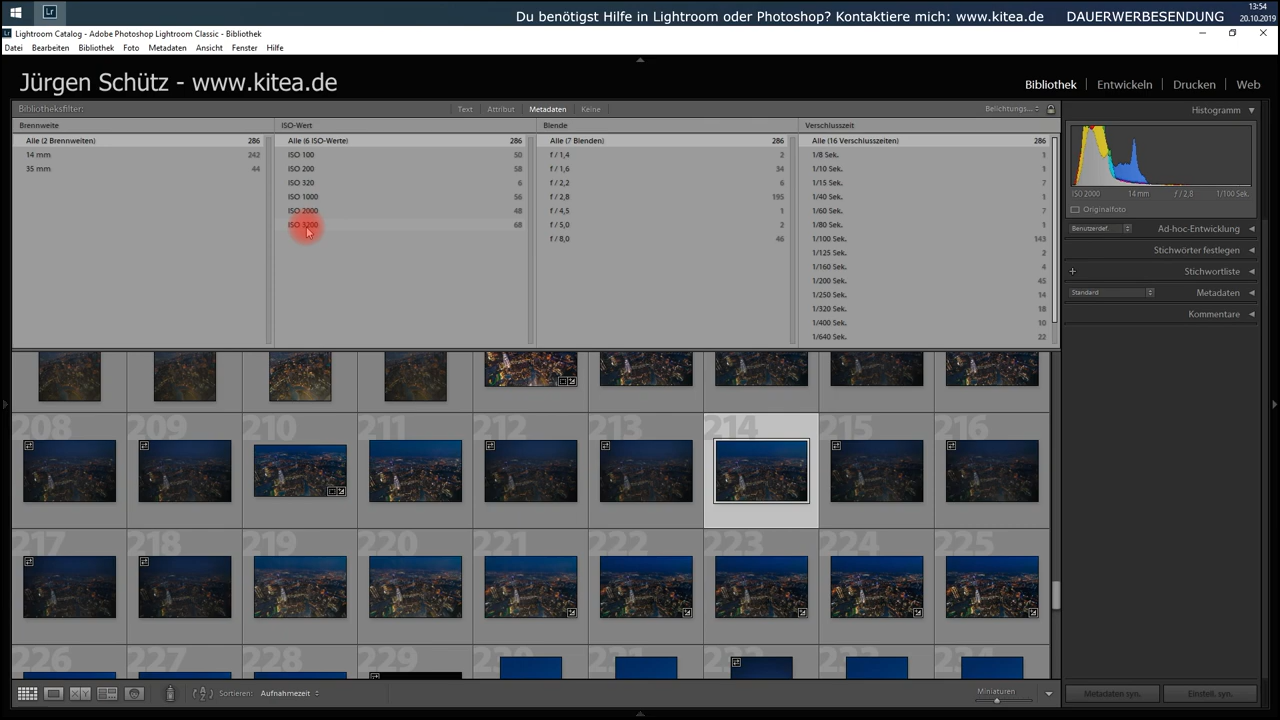 Du benötigst Hilfe in Lightroom oder Photoshop? Kontaktiere mich: www.kitea.de DAUERWERBESENDUNG
13:54
20.10.2019
Lr
Lightroom Catalog - Adobe Photoshop Lightroom Classic - Bibliothek
Datei Bearbeiten Bibliothek Foto Metadaten Ansicht Fenster Hilfe
Jürgen Schütz - www.kitea.de
Bibliothek Entwickeln Drucken Web
Bibliotheksfilter: Text Attribut Metadaten Keine Belichtungs...
Histogramm
Brennweite ISO-Wert Blende Verschlusszeit
Alle (2 Brennweiten) 286 Alle (6 ISO-Werte) 286 Alle (7 Blenden) 286 Alle (16 Verschlusszeiten) 286
14 mm 242 ISO 100 50 f / 1,4 2 1/8 Sek. 1
35 mm 44 ISO 200 58 f / 1,6 34 1/10 Sek. 1
ISO 320 6 f / 2,2 6 1/15 Sek. 7
ISO 1000 56 f / 2,8 195 1/40 Sek. 1
ISO 2000 48 f / 4,5 1 1/60 Sek. 7
ISO 3200 68 f / 5,0 2 1/80 Sek. 1
f / 8,0 46 1/100 Sek. 143
1/125 Sek. 2
1/160 Sek. 4
1/200 Sek. 45
1/250 Sek. 14
1/320 Sek. 18
1/400 Sek. 10
1/640 Sek. 22
ISO 2000 14 mm f / 2,8 1/100 Sek.
Originalfoto
Benutzerdef. Ad-hoc-Entwicklung
Stichwörter festlegen
Stichwortliste
Standard Metadaten
Kommentare
208 209 210 211 212 213 214 215 216
217 218 219 220 221 222 223 224 225
226 227 228 229
Sortieren: Aufnahmezeit
Miniaturen
Metadaten syn. Einstell. syn.